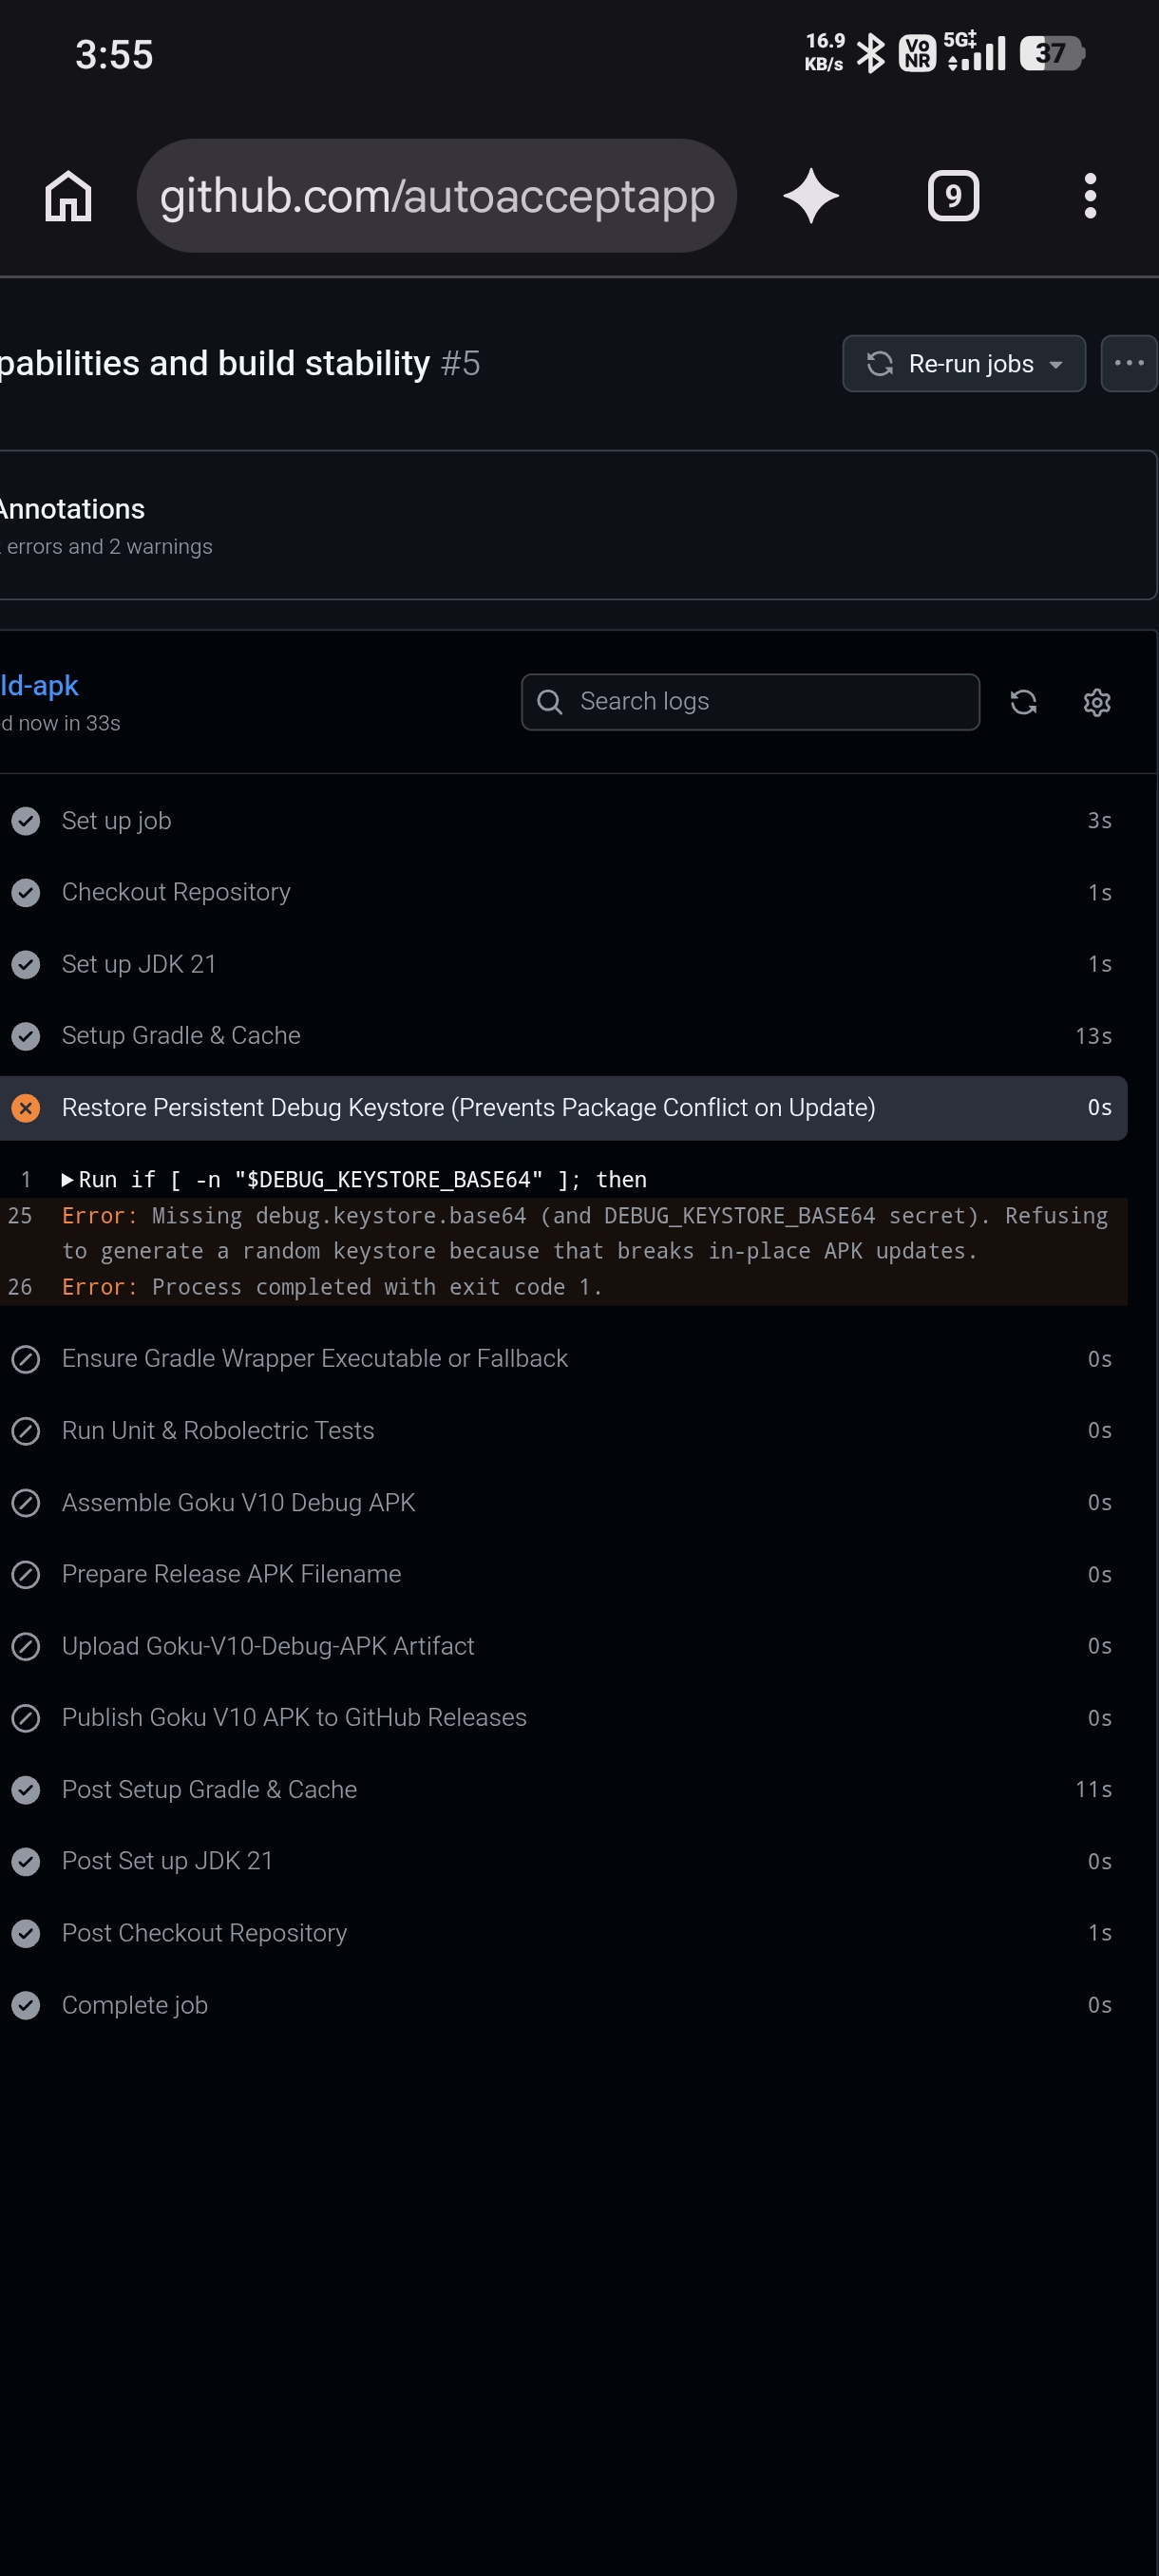 3:55
16.9
KB/s
VO
NR
5G
37
github.com/autoacceptapp
9
pabilities and build stability #5
Re-run jobs
Annotations
errors and 2 warnings
ld-apk
d now in 33s
Search logs
Set up job 3s
Checkout Repository 1s
Set up JDK 21 1s
Setup Gradle & Cache 13s
Restore Persistent Debug Keystore (Prevents Package Conflict on Update) 0s
1 Run if [ -n "$DEBUG_KEYSTORE_BASE64" ]; then
25 Error: Missing debug.keystore.base64 (and DEBUG_KEYSTORE_BASE64 secret). Refusing
to generate a random keystore because that breaks in-place APK updates.
26 Error: Process completed with exit code 1.
Ensure Gradle Wrapper Executable or Fallback 0s
Run Unit & Robolectric Tests 0s
Assemble Goku V10 Debug APK 0s
Prepare Release APK Filename 0s
Upload Goku-V10-Debug-APK Artifact 0s
Publish Goku V10 APK to GitHub Releases 0s
Post Setup Gradle & Cache 11s
Post Set up JDK 21 0s
Post Checkout Repository 1s
Complete job 0s